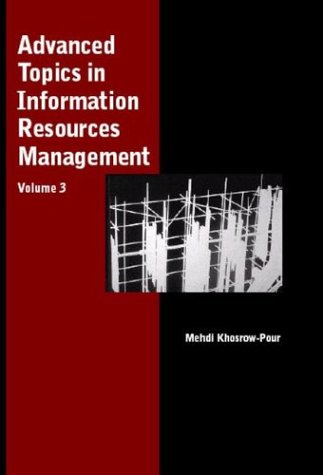 Advanced
Topics in
Information
Resources
Management
Volume 3
Mehdi Khosrow-Pour